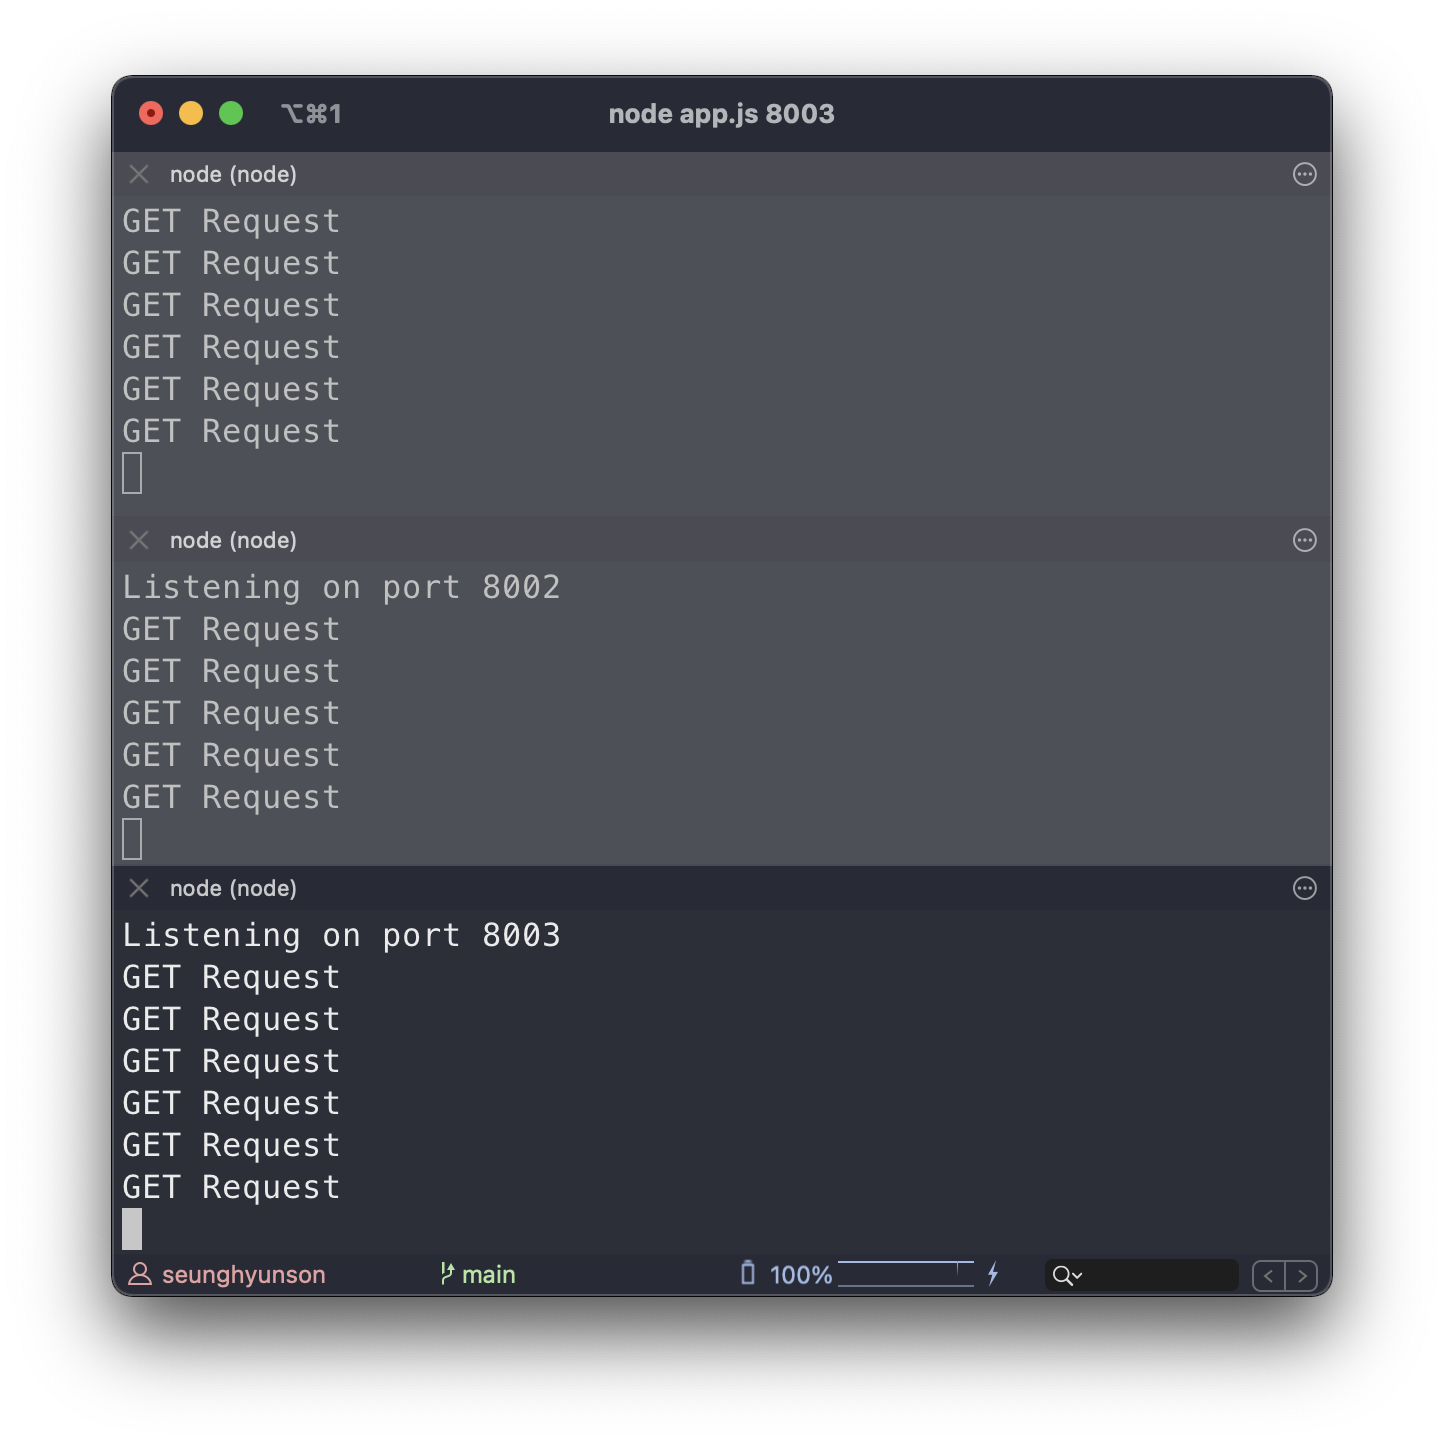 ⌥⌘1 node app.js 8003
node (node)
GET Request
GET Request
GET Request
GET Request
GET Request
GET Request
node (node)
Listening on port 8002
GET Request
GET Request
GET Request
GET Request
GET Request
node (node)
Listening on port 8003
GET Request
GET Request
GET Request
GET Request
GET Request
GET Request
seunghyunson main 100%